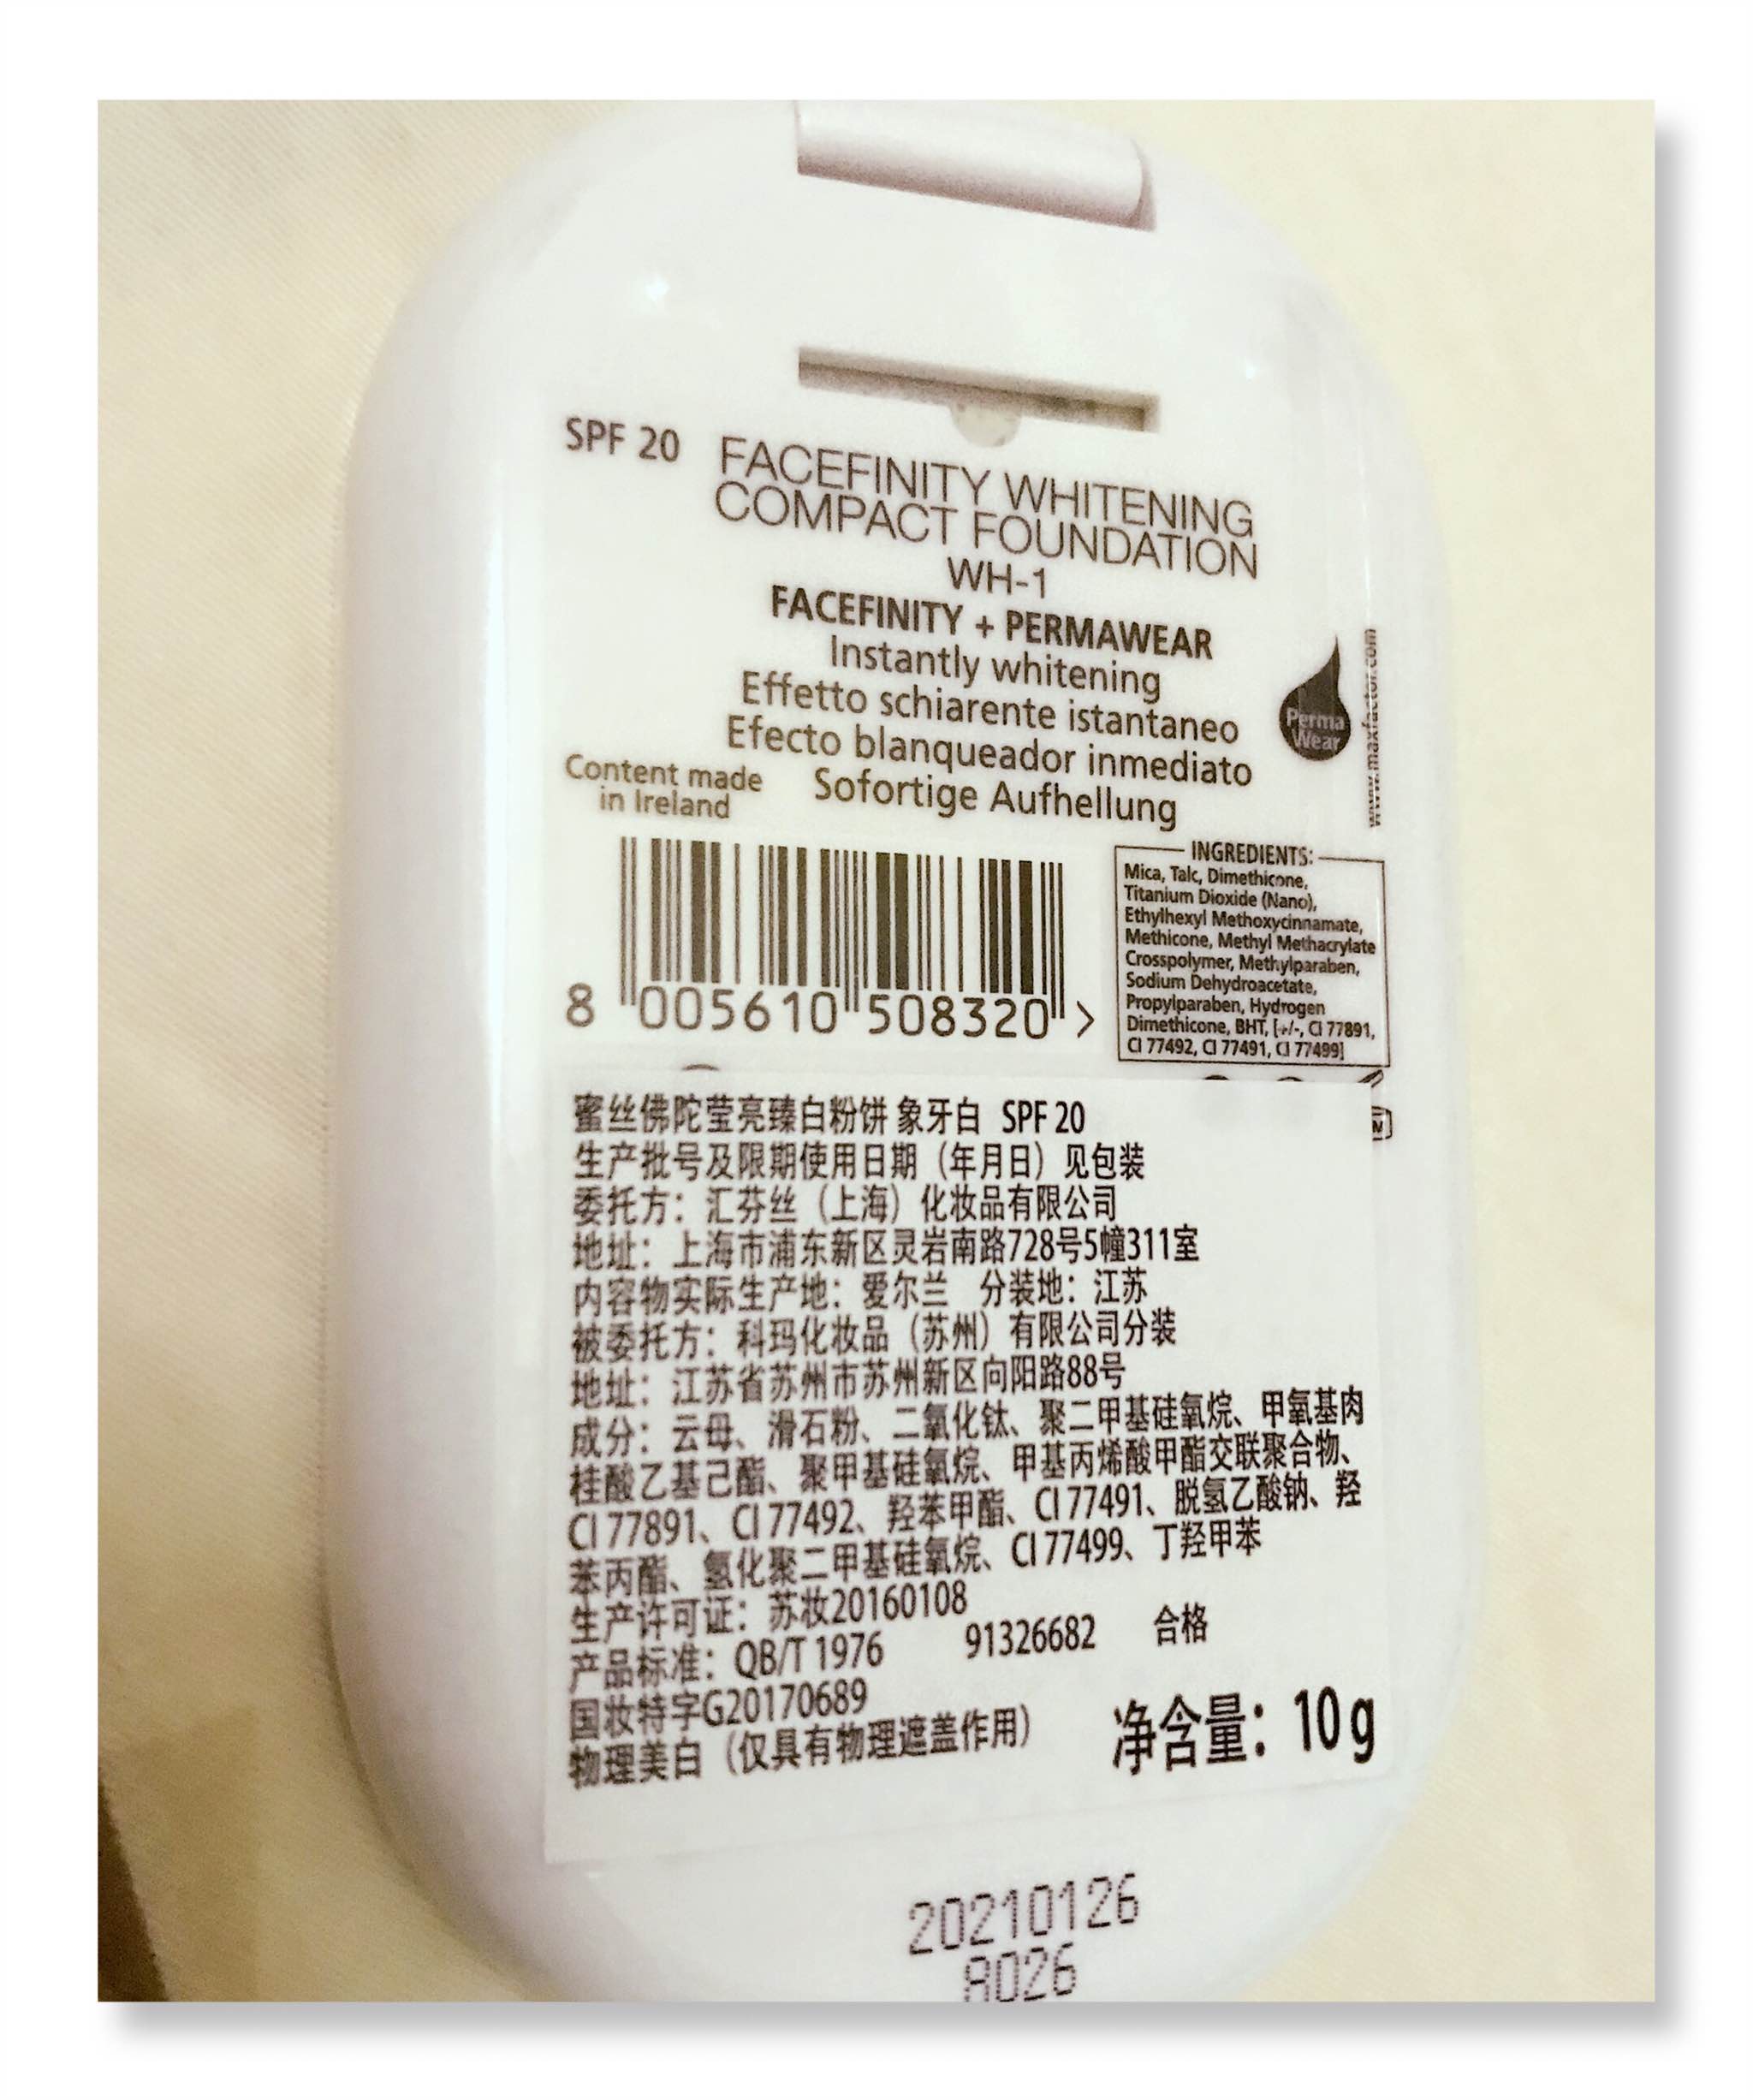 SPF 20
FACEFINITY WHITENING
COMPACT FOUNDATION
WH-1
FACEFINITY + PERMAWEAR
Instantly whitening
Effetto schiarente istantaneo
Efecto blanqueador inmediato
Sofortige Aufhellung
Content made
in Ireland
Perma
Wear
www.maxfactor.com
8 005610 508320 >
INGREDIENTS:
Mica, Talc, Dimethicone,
Titanium Dioxide (Nano),
Ethylhexyl Methoxycinnamate,
Methicone, Methyl Methacrylate
Crosspolymer, Methylparaben,
Sodium Dehydroacetate,
Propylparaben, Hydrogen
Dimethicone, BHT, [+/-, CI 77891,
CI 77492, CI 77491, CI 77499]
蜜丝佛陀莹亮臻白粉饼 象牙白 SPF 20
生产批号及限期使用日期（年月日）见包装
委托方：汇芬丝（上海）化妆品有限公司
地址：上海市浦东新区灵岩南路728号5幢311室
内容物实际生产地：爱尔兰 分装地：江苏
被委托方：科玛化妆品（苏州）有限公司分装
地址：江苏省苏州市苏州新区向阳路88号
成分：云母、滑石粉、二氧化钛、聚二甲基硅氧烷、甲氧基肉
桂酸乙基己酯、聚甲基硅氧烷、甲基丙烯酸甲酯交联聚合物、
CI 77891、CI 77492、羟苯甲酯、CI 77491、脱氢乙酸钠、羟
苯丙酯、氢化聚二甲基硅氧烷、CI 77499、丁羟甲苯
生产许可证：苏妆20160108
产品标准：QB/T 1976 91326682 合格
国妆特字G20170689
物理美白（仅具有物理遮盖作用） 净含量：10g
20210126
8026